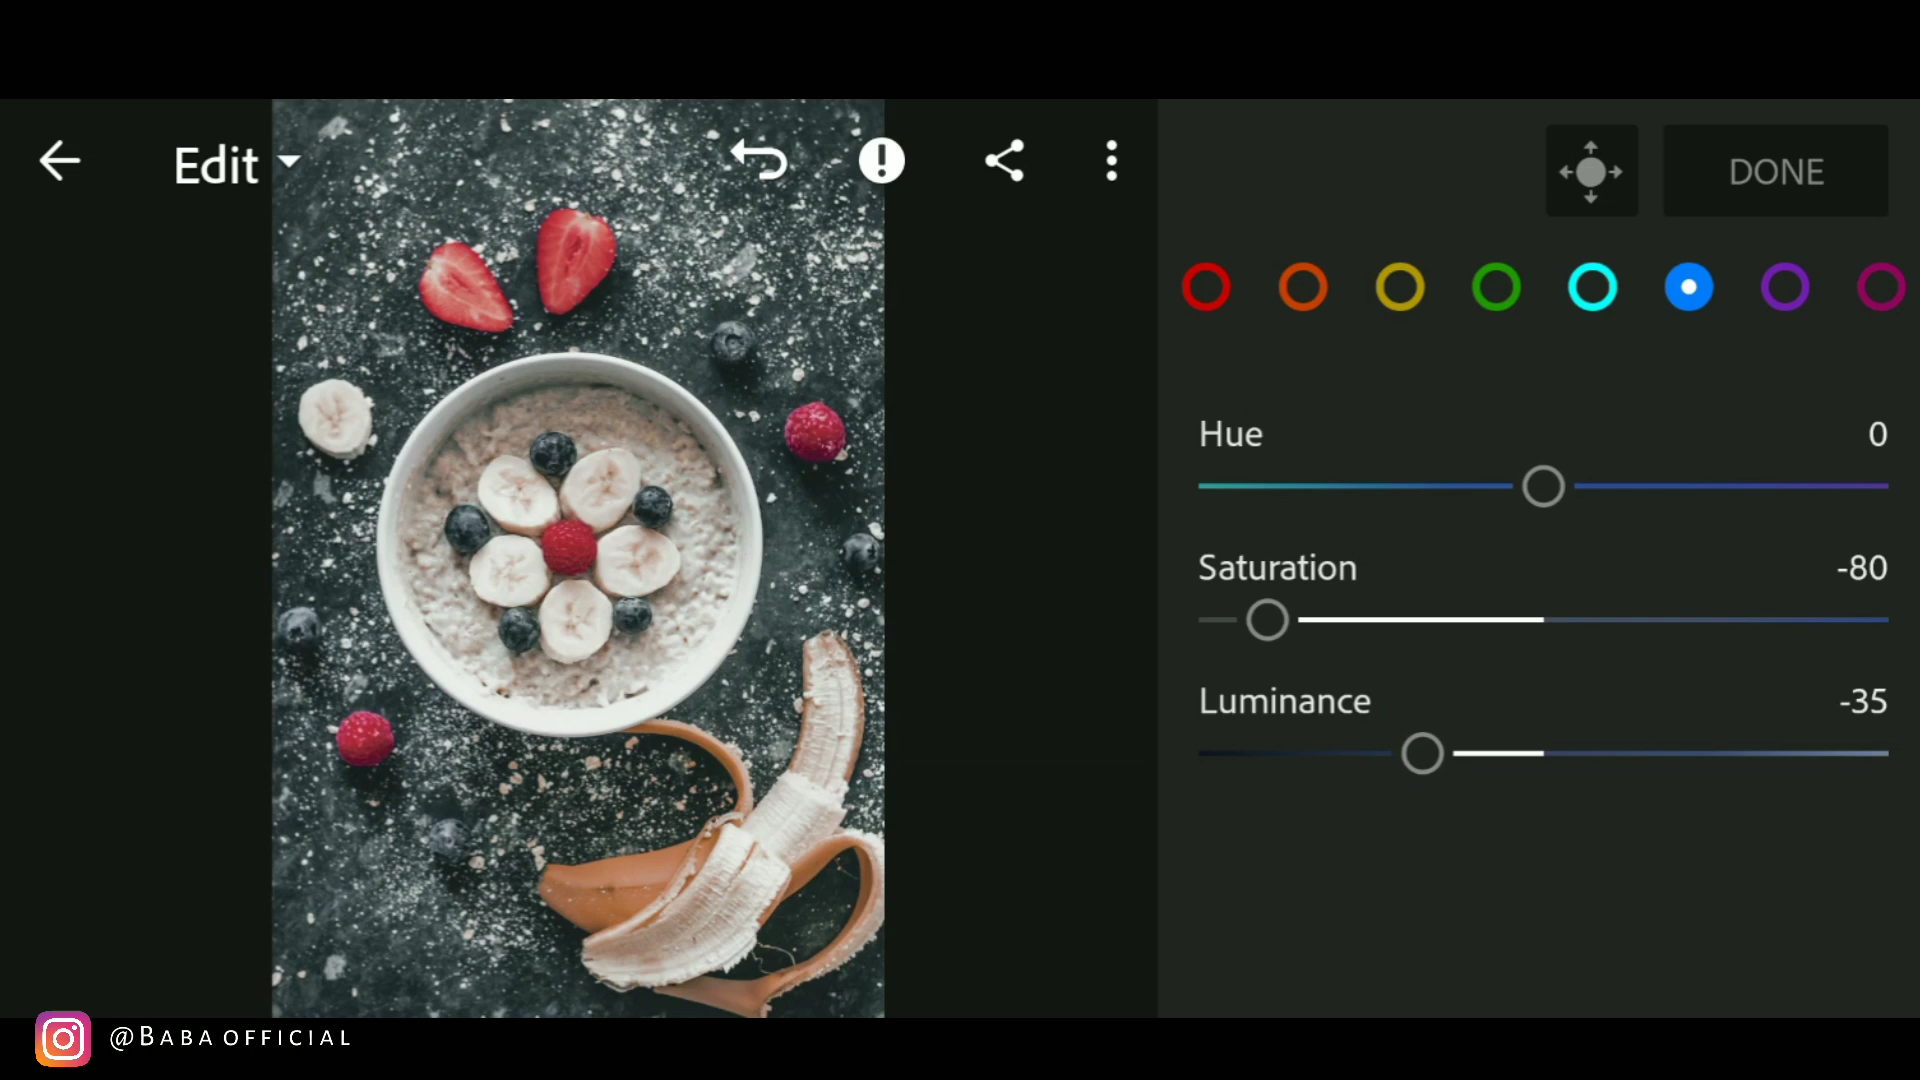 Edit
DONE
Hue 0
Saturation -80
Luminance -35
@BABA OFFICIAL